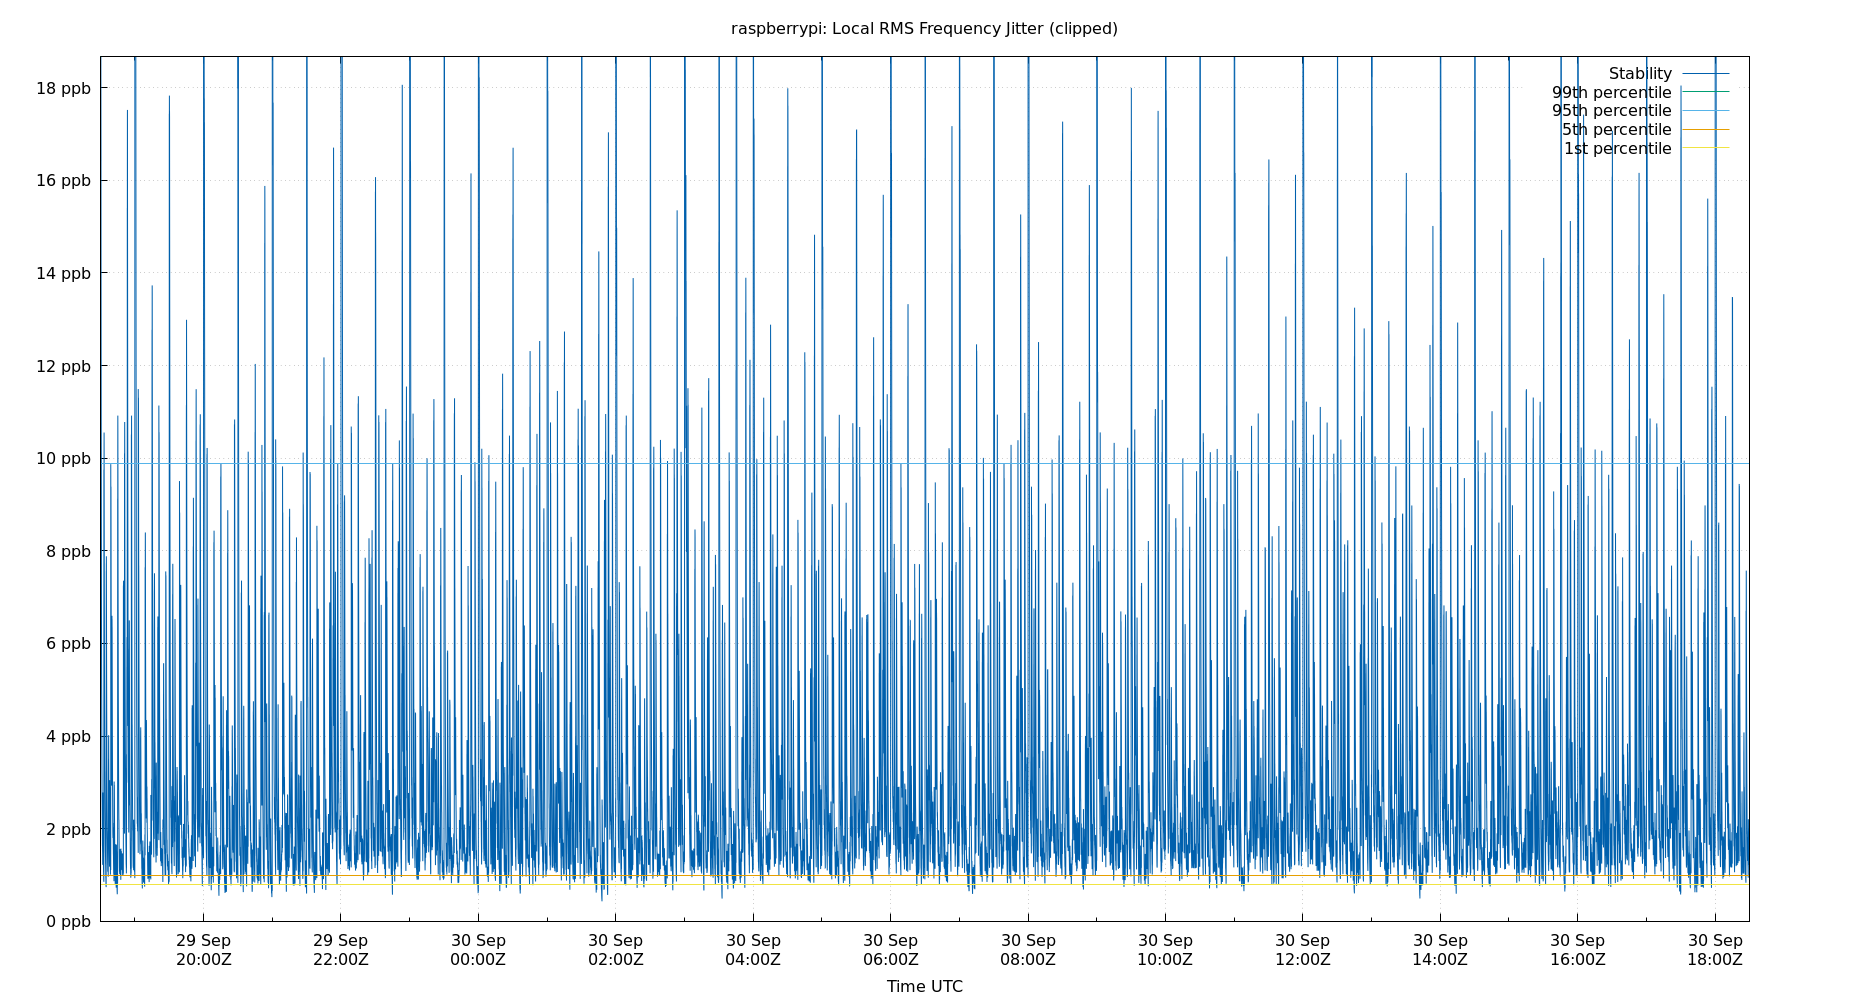 raspberrypi: Local RMS Frequency Jitter (clipped)
Stability
99th percentile
95th percentile
5th percentile
1st percentile
18 ppb
16 ppb
14 ppb
12 ppb
10 ppb
8 ppb
6 ppb
4 ppb
2 ppb
0 ppb
29 Sep 29 Sep 30 Sep 30 Sep 30 Sep 30 Sep 30 Sep 30 Sep 30 Sep 30 Sep 30 Sep 30 Sep
20:00Z 22:00Z 00:00Z 02:00Z 04:00Z 06:00Z 08:00Z 10:00Z 12:00Z 14:00Z 16:00Z 18:00Z
Time UTC